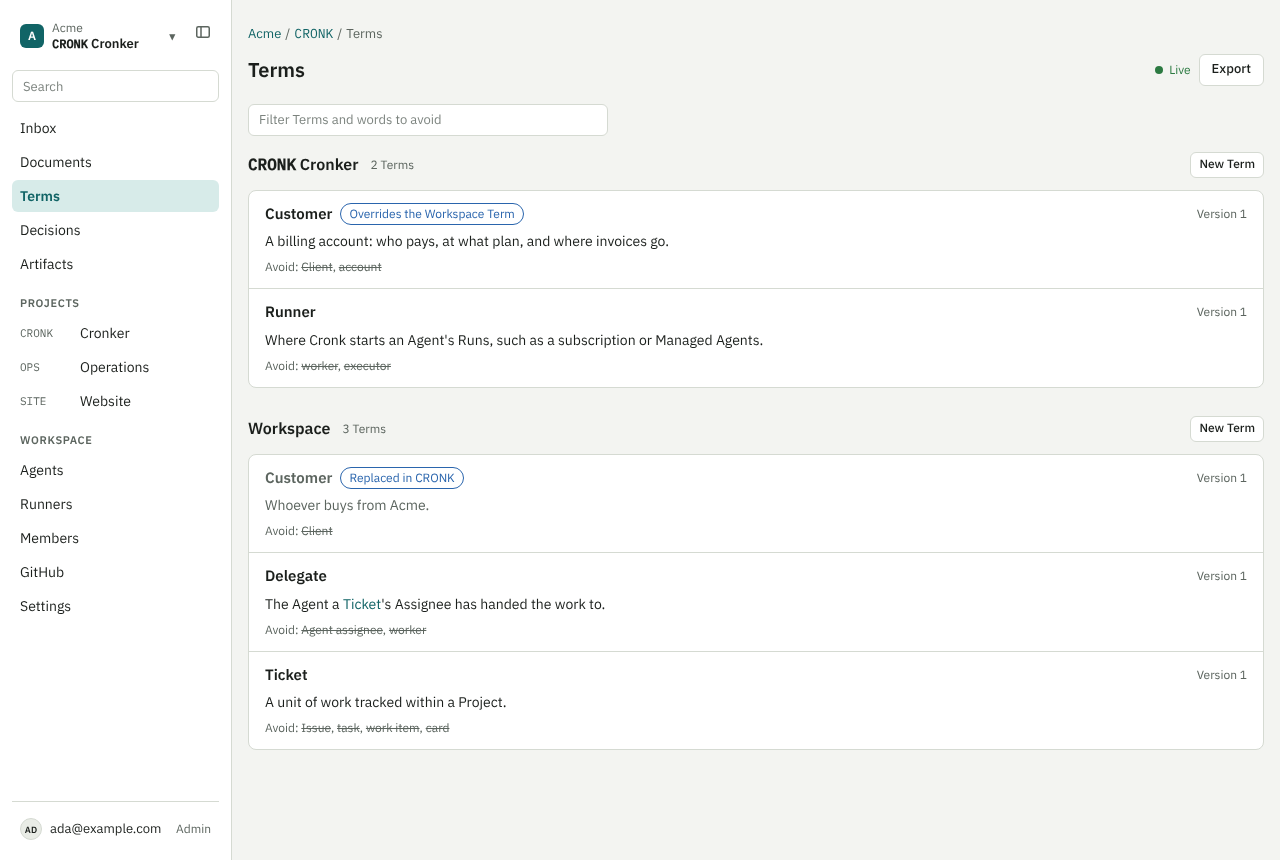 A
Acme
CRONK Cronker
▼
Search
Inbox
Documents
Terms
Decisions
Artifacts
PROJECTS
CRONK Cronker
OPS Operations
SITE Website
WORKSPACE
Agents
Runners
Members
GitHub
Settings
AD ada@example.com Admin
Acme / CRONK / Terms
Terms
Live
Export
Filter Terms and words to avoid
CRONK Cronker 2 Terms
New Term
Customer Overrides the Workspace Term Version 1
A billing account: who pays, at what plan, and where invoices go.
Avoid: Client, account
Runner Version 1
Where Cronk starts an Agent's Runs, such as a subscription or Managed Agents.
Avoid: worker, executor
Workspace 3 Terms
New Term
Customer Replaced in CRONK Version 1
Whoever buys from Acme.
Avoid: Client
Delegate Version 1
The Agent a Ticket's Assignee has handed the work to.
Avoid: Agent assignee, worker
Ticket Version 1
A unit of work tracked within a Project.
Avoid: Issue, task, work item, card